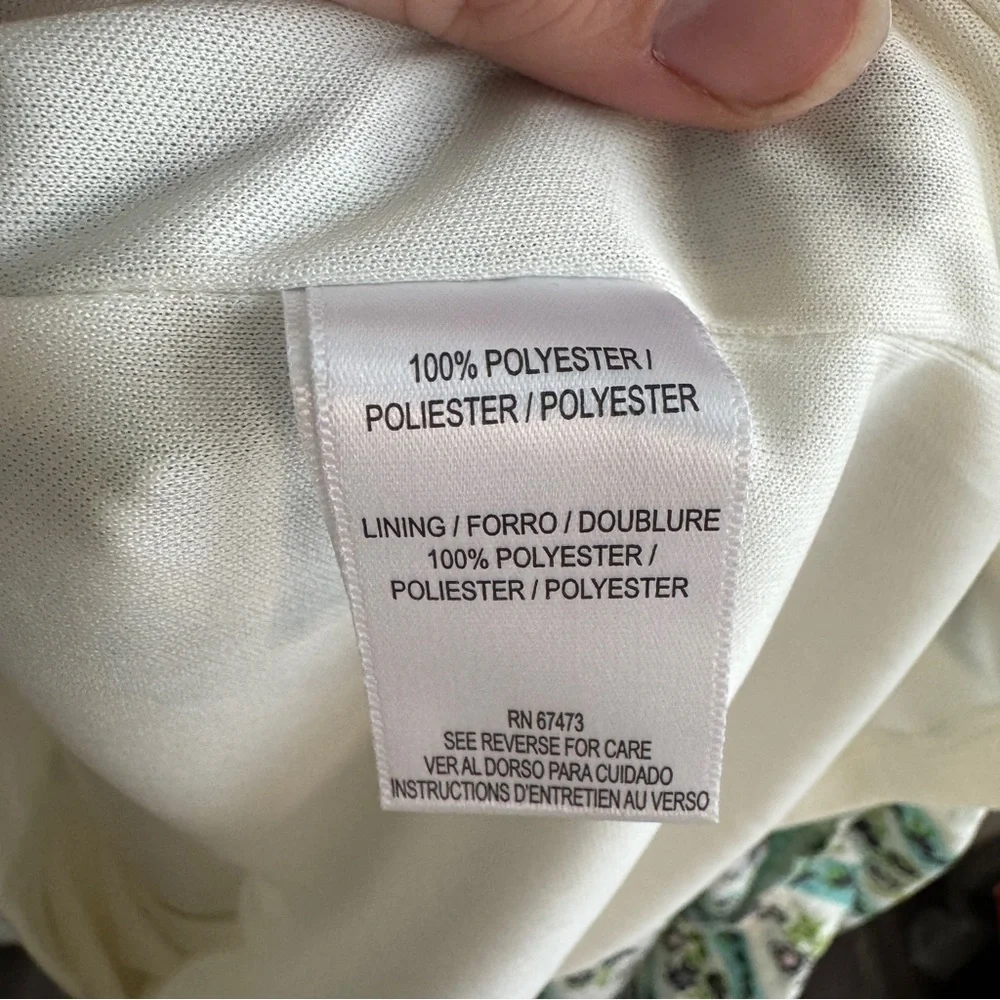 100% POLYESTER /
POLIESTER / POLYESTER
LINING / FORRO / DOUBLURE
100% POLYESTER /
POLIESTER / POLYESTER
RN 67473
SEE REVERSE FOR CARE
VER AL DORSO PARA CUIDADO
INSTRUCTIONS D'ENTRETIEN AU VERSO